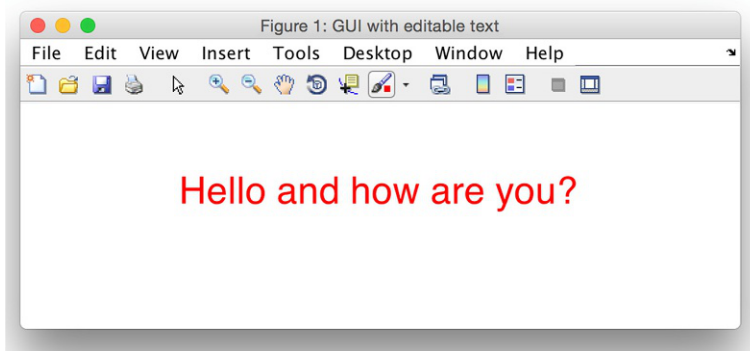 Figure 1: GUI with editable text
File Edit View Insert Tools Desktop Window Help
Hello and how are you?